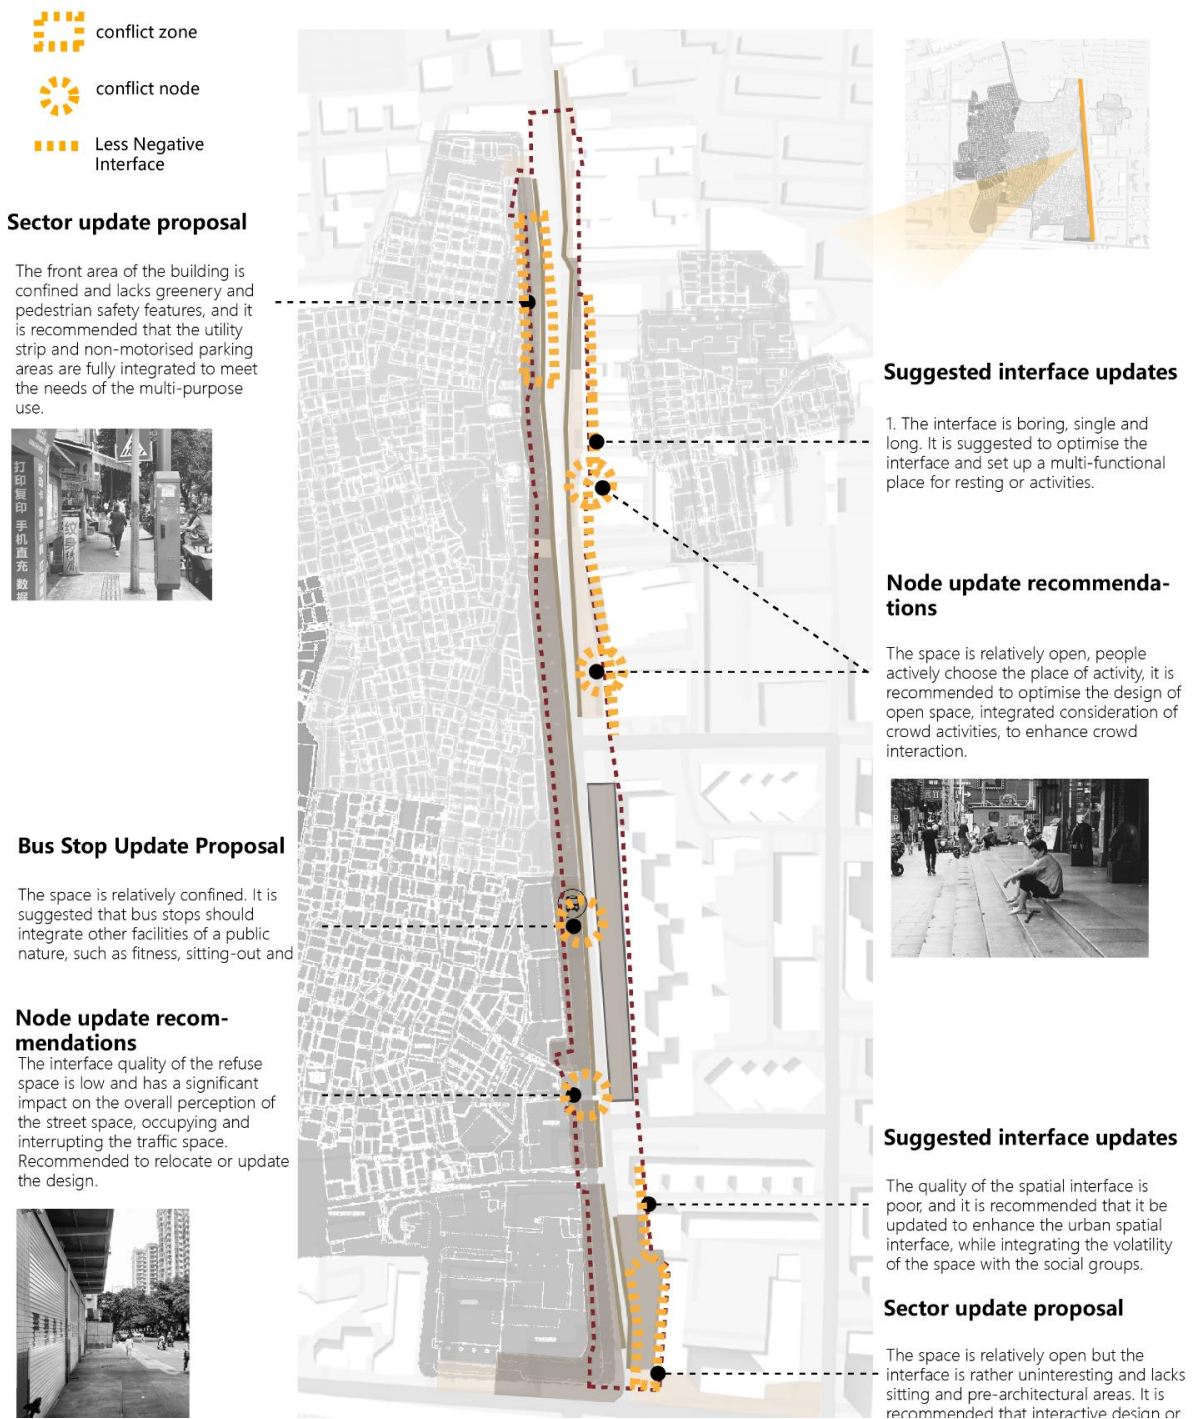 conflict zone
conflict node
Less Negative
Interface
Sector update proposal
The front area of the building is
confined and lacks greenery and
pedestrian safety features, and it
is recommended that the utility
strip and non-motorised parking
areas are fully integrated to meet
the needs of the multi-purpose
use.
打印复印 手机直充 数据
Bus Stop Update Proposal
The space is relatively confined. It is
suggested that bus stops should
integrate other facilities of a public
nature, such as fitness, sitting-out and
Node update recom-
mendations
The interface quality of the refuse
space is low and has a significant
impact on the overall perception of
the street space, occupying and
interrupting the traffic space.
Recommended to relocate or update
the design.
Suggested interface updates
1. The interface is boring, single and
long. It is suggested to optimise the
interface and set up a multi-functional
place for resting or activities.
Node update recommenda-
tions
The space is relatively open, people
actively choose the place of activity, it is
recommended to optimise the design of
open space, integrated consideration of
crowd activities, to enhance crowd
interaction.
Suggested interface updates
The quality of the spatial interface is
poor, and it is recommended that it be
updated to enhance the urban spatial
interface, while integrating the volatility
of the space with the social groups.
Sector update proposal
The space is relatively open but the
interface is rather uninteresting and lacks
sitting and pre-architectural areas. It is
recommended that interactive design or